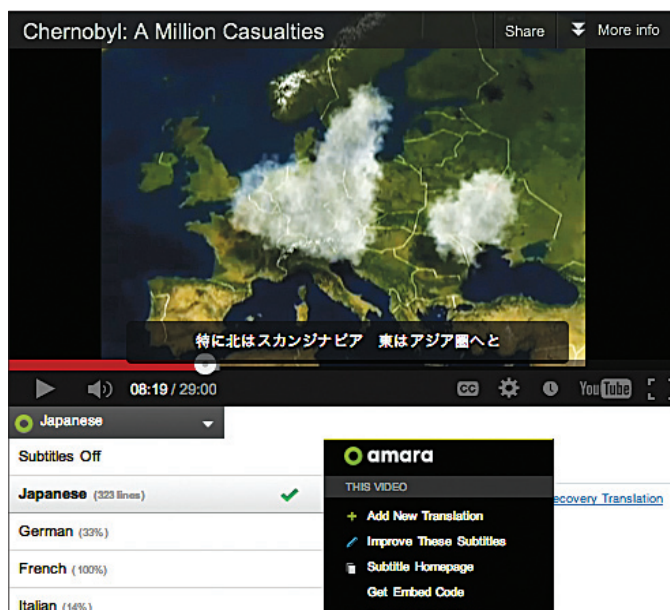 Chernobyl: A Million Casualties
Share
More info
特に北はスカンジナビア 東はアジア圏へと
08:19 / 29:00
CC
YouTube
Japanese
Subtitles Off
Japanese (323 lines)
German (33%)
French (100%)
Italian (14%)
amara
THIS VIDEO
+ Add New Translation
Improve These Subtitles
Subtitle Homepage
Get Embed Code
ecovery Translation